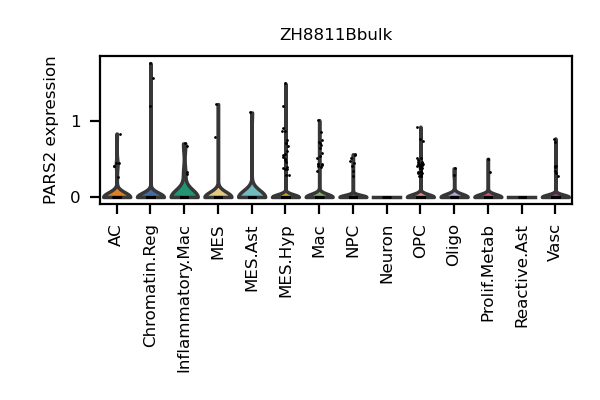 ZH8811Bbulk
PARS2 expression
1
0
AC
Chromatin.Reg
Inflammatory.Mac
MES
MES.Ast
MES.Hyp
Mac
NPC
Neuron
OPC
Oligo
Prolif.Metab
Reactive.Ast
Vasc